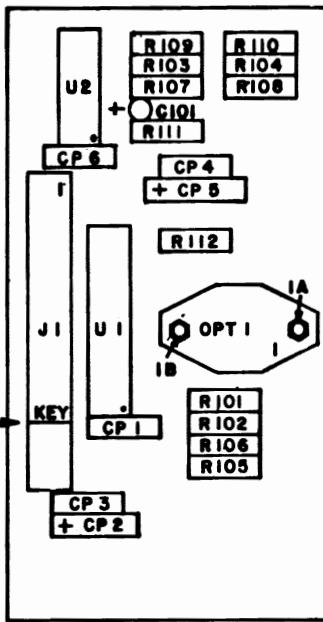 R109
R110
R103
R104
U2
R107
R108
+ C101
R111
CP6
CP4
+ CP5
1
R112
1A
J1
U1
OPT 1
1
1B
R101
KEY
R102
CP1
R106
R105
CP3
+ CP2